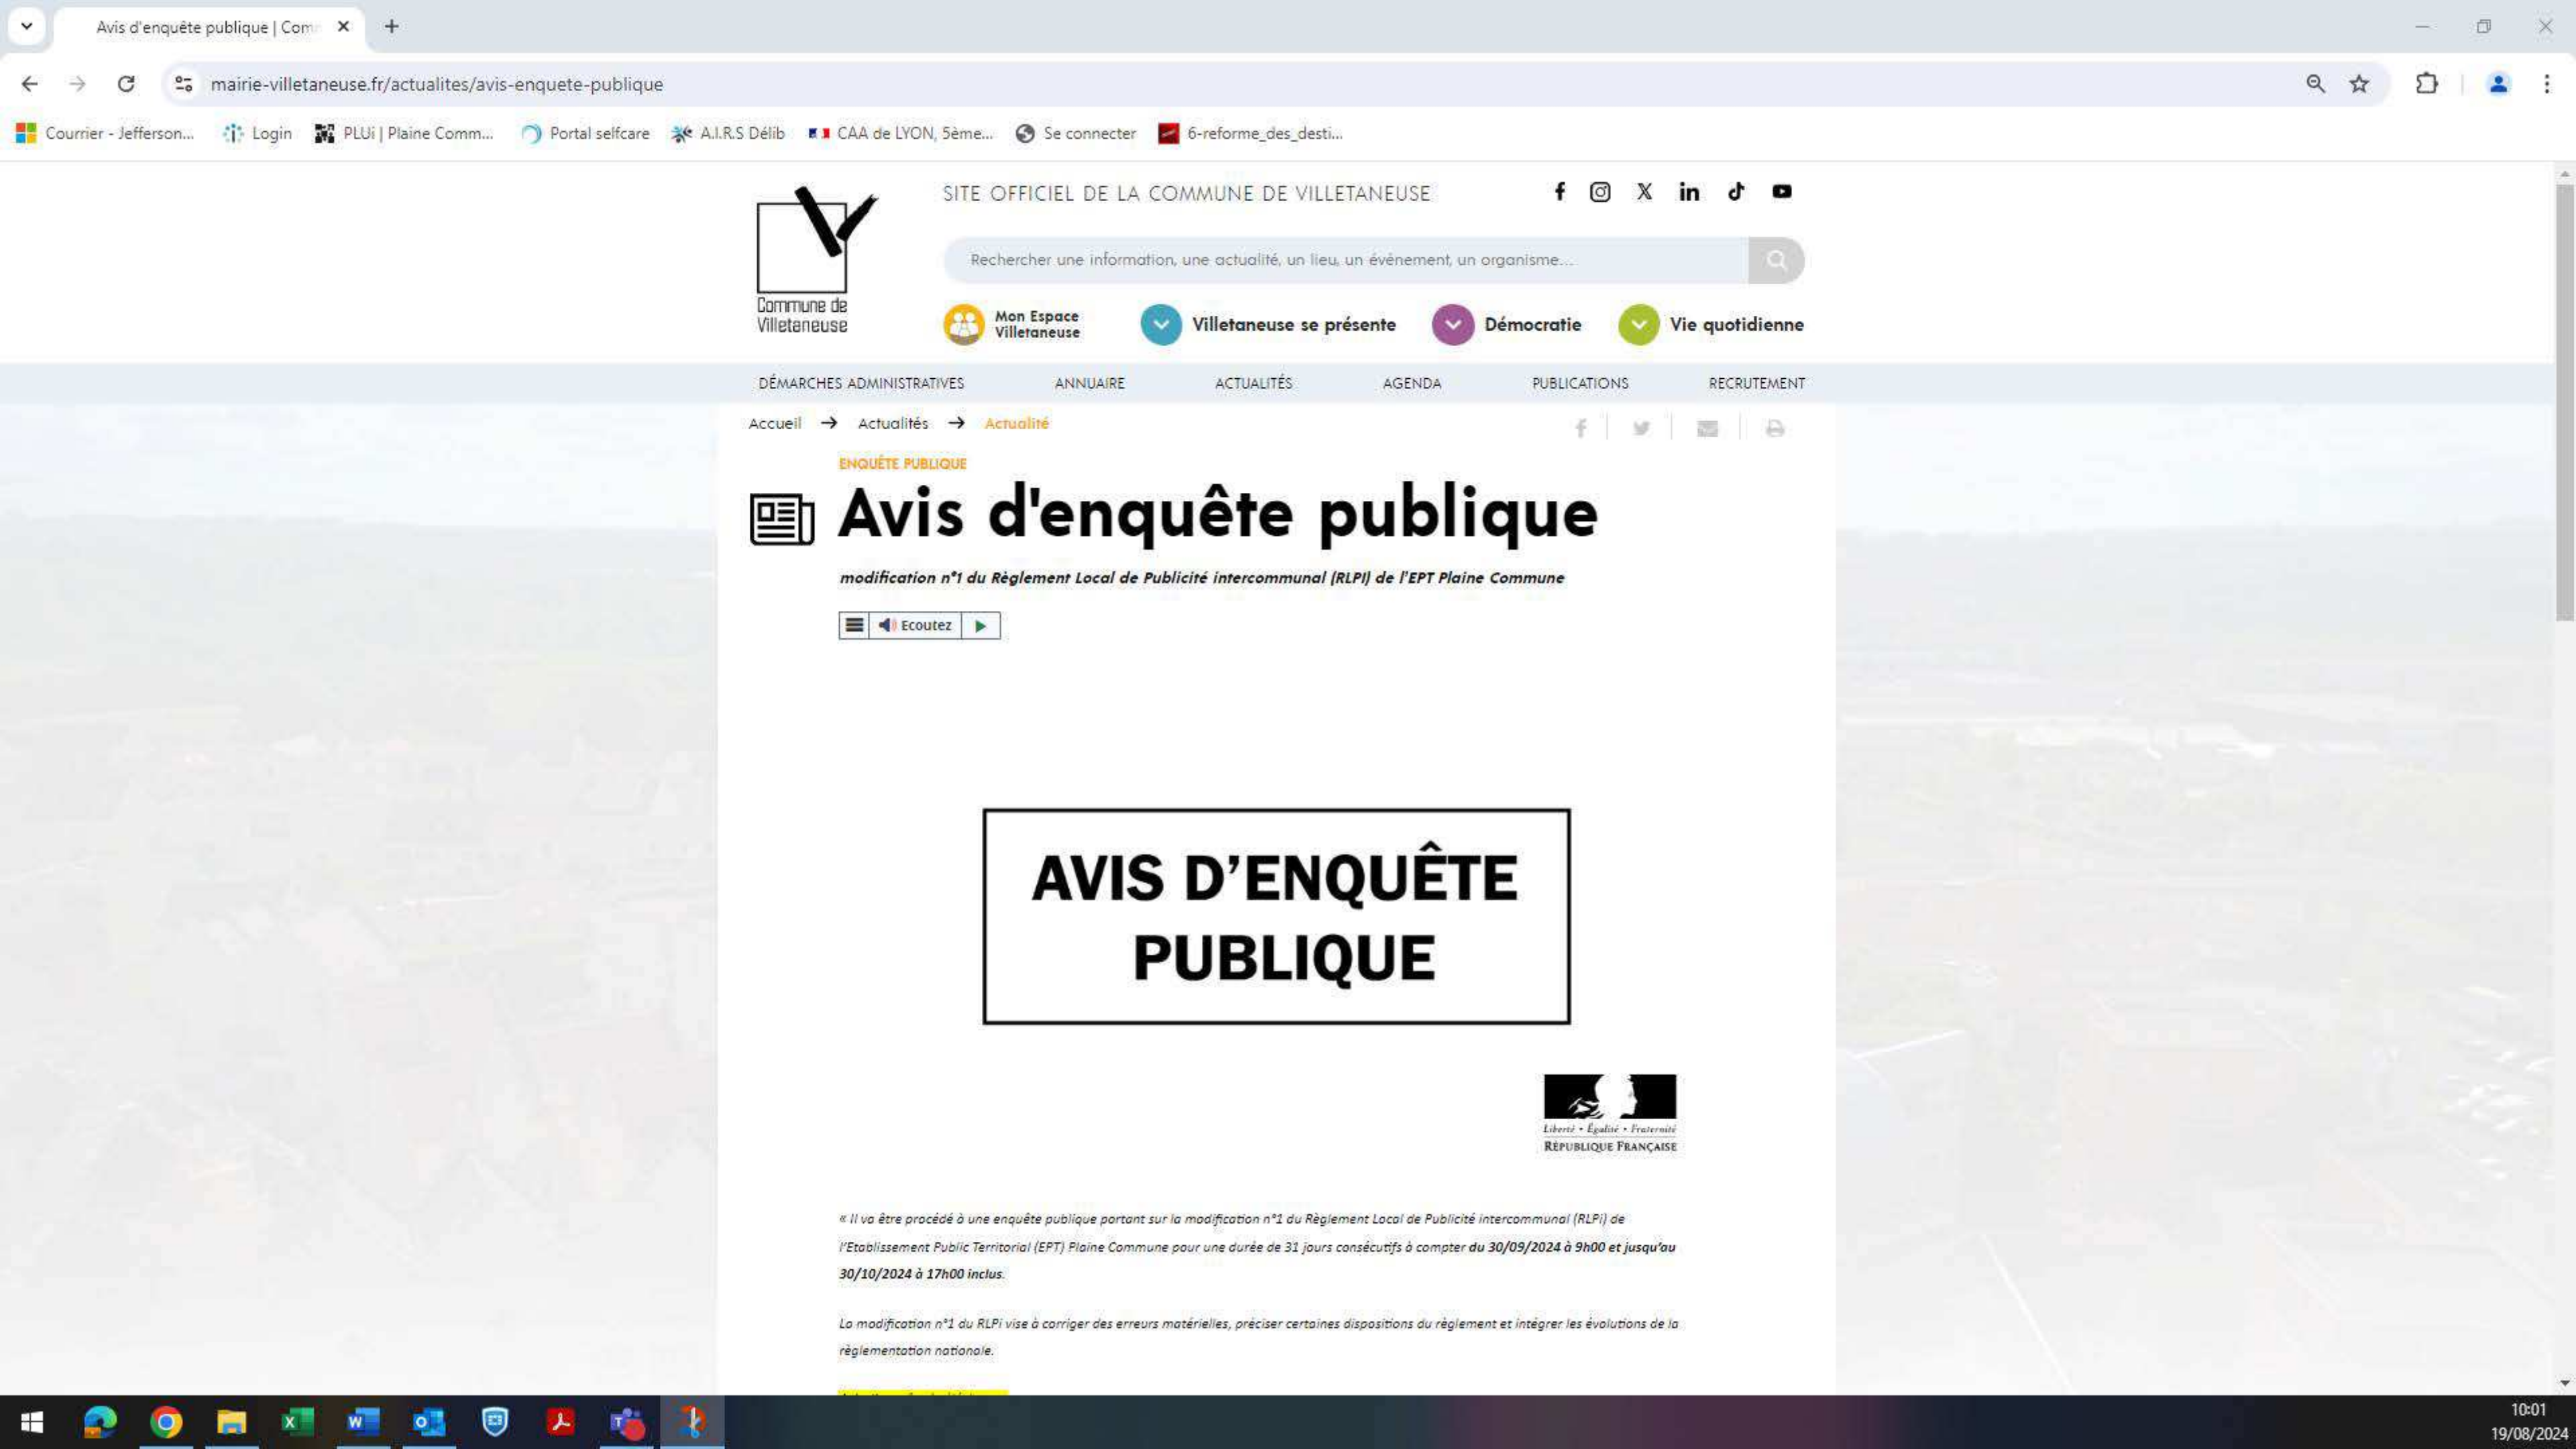 Avis d'enquête publique | Com
mairie-villetaneuse.fr/actualites/avis-enquete-publique
Courrier - Jefferson...
Login
PLUi | Plaine Comm...
Portal selfcare
A.I.R.S Délib
CAA de LYON, 5ème...
Se connecter
6-reforme_des_desti...
SITE OFFICIEL DE LA COMMUNE DE VILLETANEUSE
Rechercher une information, une actualité, un lieu, un évènement, un organisme...
Commune de
Villetaneuse
Mon Espace
Villetaneuse
Villetaneuse se présente
Démocratie
Vie quotidienne
DÉMARCHES ADMINISTRATIVES
ANNUAIRE
ACTUALITÉS
AGENDA
PUBLICATIONS
RECRUTEMENT
Accueil → Actualités → Actualité
ENQUÊTE PUBLIQUE
Avis d'enquête publique
modification n°1 du Règlement Local de Publicité intercommunal (RLPI) de l'EPT Plaine Commune
Ecoutez
AVIS D'ENQUÊTE
PUBLIQUE
Liberté • Égalité • Fraternité
RÉPUBLIQUE FRANÇAISE
« Il va être procédé à une enquête publique portant sur la modification n°1 du Règlement Local de Publicité intercommunal (RLPi) de
l'Etablissement Public Territorial (EPT) Plaine Commune pour une durée de 31 jours consécutifs à compter du 30/09/2024 à 9h00 et jusqu'au
30/10/2024 à 17h00 inclus.
La modification n°1 du RLPi vise à corriger des erreurs matérielles, préciser certaines dispositions du règlement et intégrer les évolutions de la
règlementation nationale.
10:01
19/08/2024